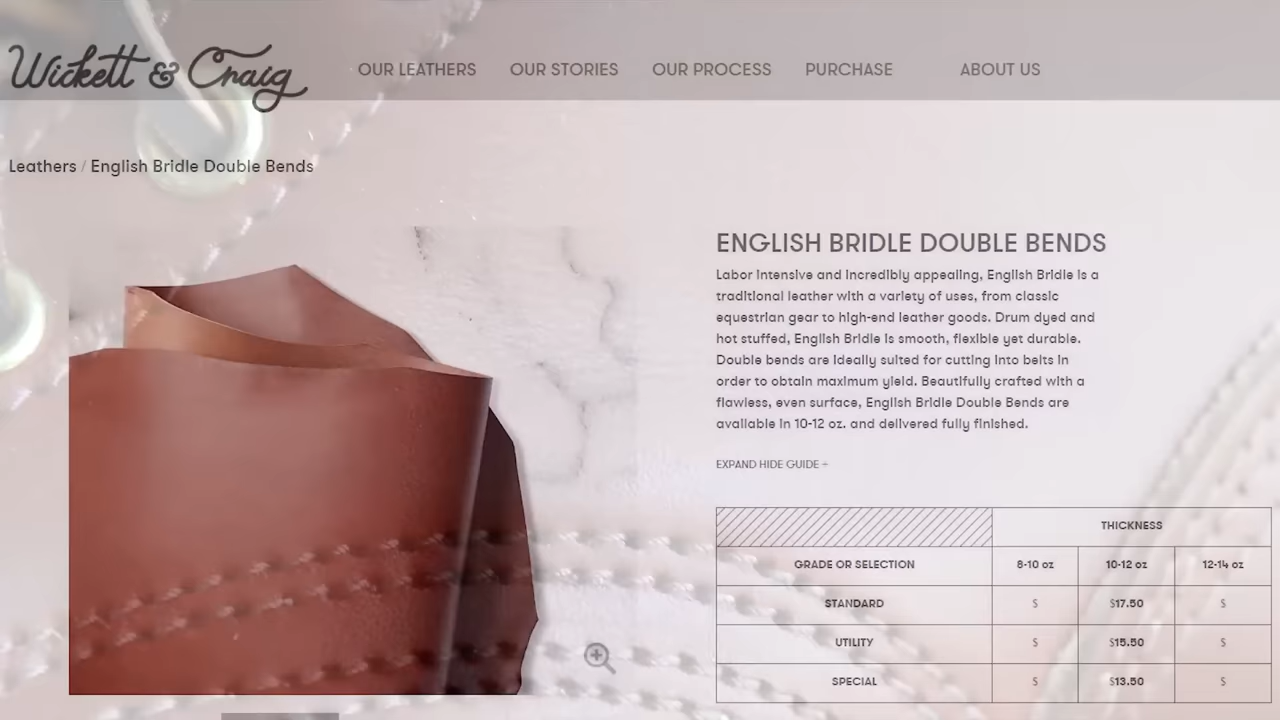 Wickett & Craig
OUR LEATHERS OUR STORIES OUR PROCESS PURCHASE ABOUT US
Leathers / English Bridle Double Bends
ENGLISH BRIDLE DOUBLE BENDS
Labor intensive and incredibly appealing, English Bridle is a
traditional leather with a variety of uses, from classic
equestrian gear to high-end leather goods. Drum dyed and
hot stuffed, English Bridle is smooth, flexible yet durable.
Double bends are ideally suited for cutting into belts in
order to obtain maximum yield. Beautifully crafted with a
flawless, even surface, English Bridle Double Bends are
available in 10-12 oz. and delivered fully finished.
EXPAND HIDE GUIDE +
THICKNESS
GRADE OR SELECTION 8-10 oz 10-12 oz 12-14 oz
STANDARD $ $17.50 $
UTILITY $ $15.50 $
SPECIAL $ $13.50 $